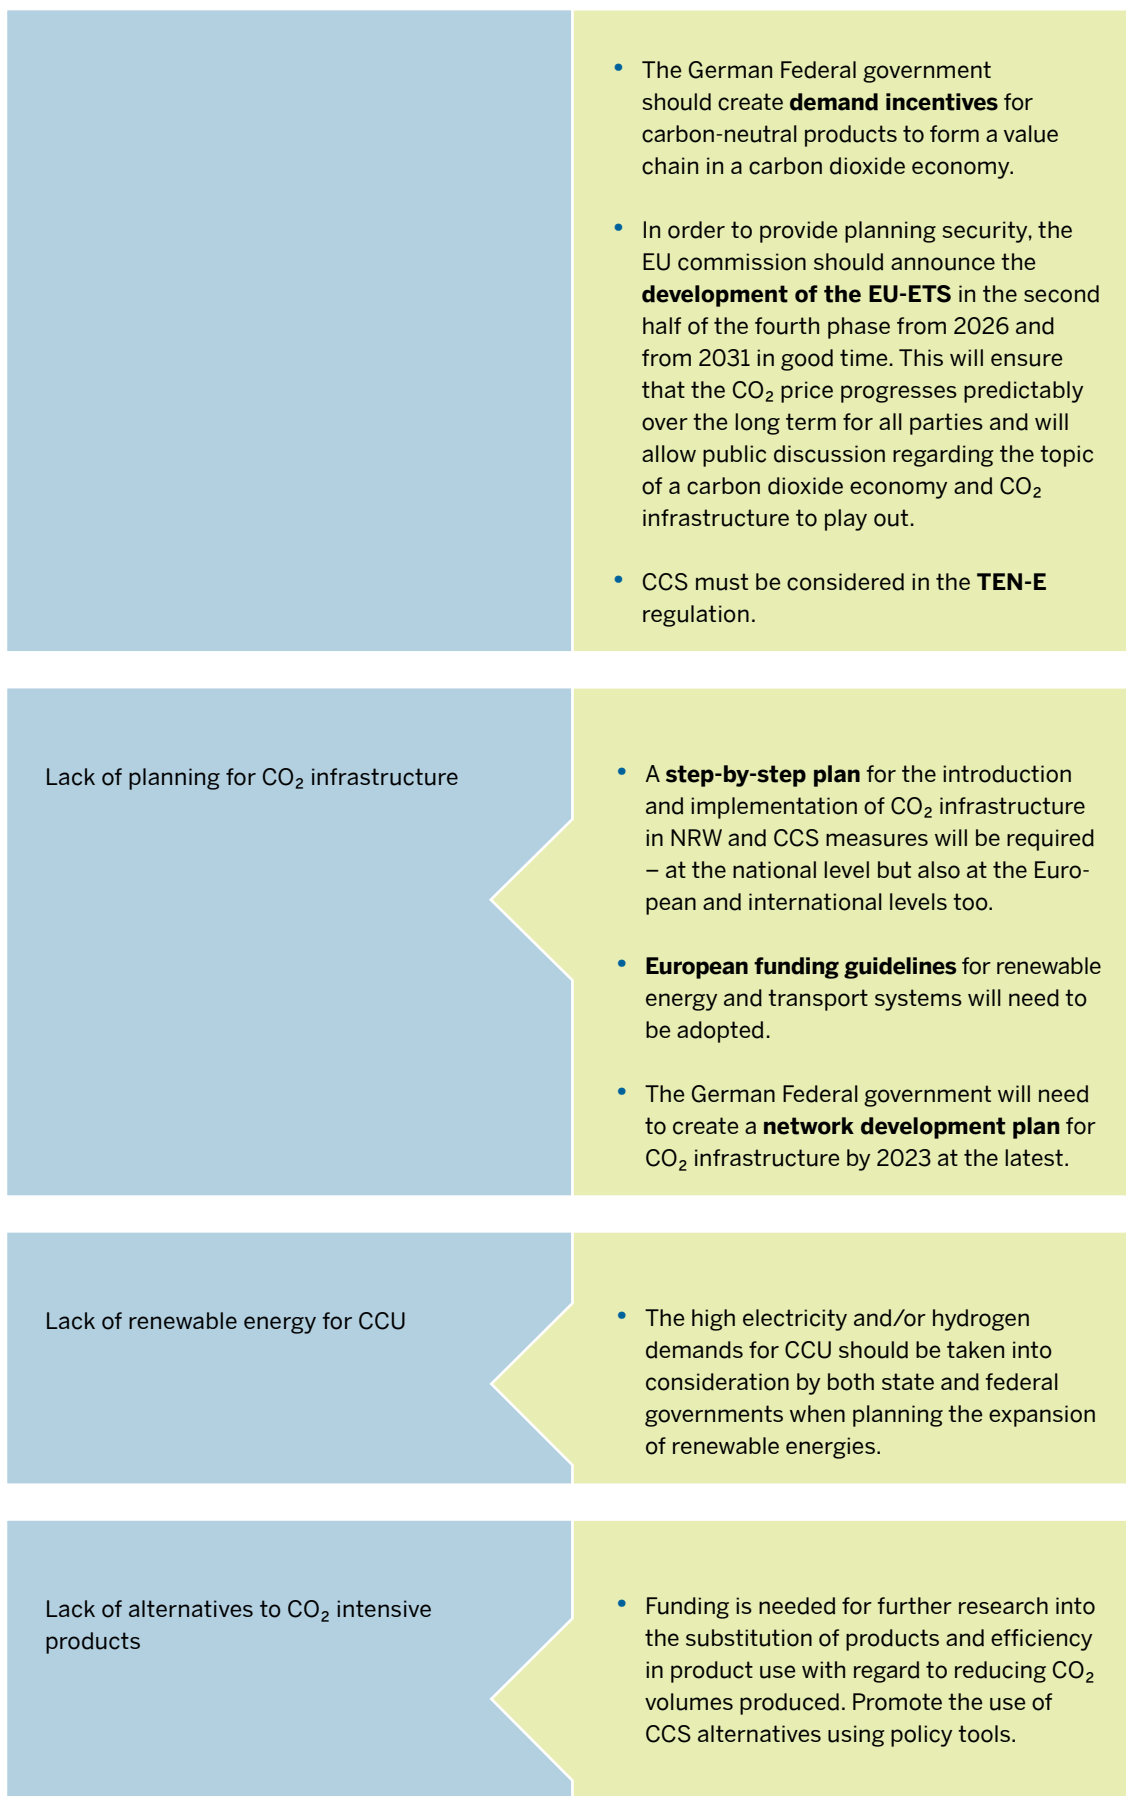 • The German Federal government
should create demand incentives for
carbon-neutral products to form a value
chain in a carbon dioxide economy.
• In order to provide planning security, the
EU commission should announce the
development of the EU-ETS in the second
half of the fourth phase from 2026 and
from 2031 in good time. This will ensure
that the CO₂ price progresses predictably
over the long term for all parties and will
allow public discussion regarding the topic
of a carbon dioxide economy and CO₂
infrastructure to play out.
• CCS must be considered in the TEN-E
regulation.
Lack of planning for CO₂ infrastructure
• A step-by-step plan for the introduction
and implementation of CO₂ infrastructure
in NRW and CCS measures will be required
– at the national level but also at the Euro-
pean and international levels too.
• European funding guidelines for renewable
energy and transport systems will need to
be adopted.
• The German Federal government will need
to create a network development plan for
CO₂ infrastructure by 2023 at the latest.
Lack of renewable energy for CCU
• The high electricity and/or hydrogen
demands for CCU should be taken into
consideration by both state and federal
governments when planning the expansion
of renewable energies.
Lack of alternatives to CO₂ intensive
products
• Funding is needed for further research into
the substitution of products and efficiency
in product use with regard to reducing CO₂
volumes produced. Promote the use of
CCS alternatives using policy tools.